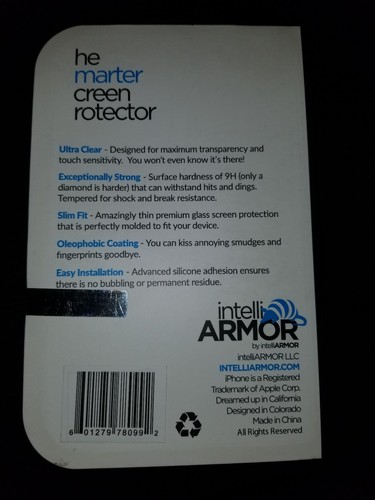 he
marter
creen
rotector
Ultra Clear - Designed for maximum transparency and
touch sensitivity. You won't even know it's there!
Exceptionally Strong - Surface hardness of 9H (only a
diamond is harder) that can withstand hits and dings.
Tempered for shock and break resistance.
Slim Fit - Amazingly thin premium glass screen protection
that is perfectly molded to fit your device.
Oleophobic Coating - You can kiss annoying smudges and
fingerprints goodbye.
Easy Installation - Advanced silicone adhesion ensures
there is no bubbling or permanent residue.
intelli
ARMOR
by intelliARMOR
intelliARMOR LLC
INTELLIARMOR.COM
iPhone is a Registered
Trademark of Apple Corp.
Dreamed up in California
Designed in Colorado
Made in China
All Rights Reserved
6 01279 78099 2